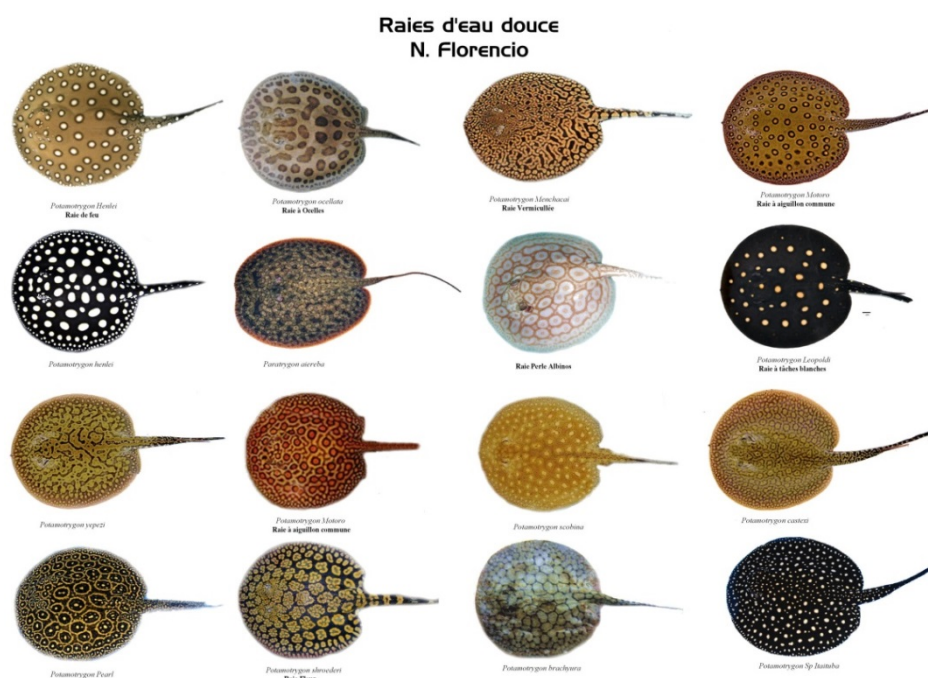 Raies d'eau douce
N. Florencio
Potamotrygon Henlei
Raie de feu
Potamotrygon ocellata
Raie à Ocelles
Potamotrygon Menchacai
Raie Vermicullée
Potamotrygon Motoro
Raie à aiguillon commune
Potamotrygon henlei
Paratrygon aiereba
Raie Perle Albinos
Potamotrygon Leopoldi
Raie à tâches blanches
Potamotrygon yepezi
Potamotrygon Motoro
Raie à aiguillon commune
Potamotrygon scobina
Potamotrygon castexi
Potamotrygon Pearl
Potamotrygon shroederi
Potamotrygon brachyura
Potamotrygon Sp Itaituba